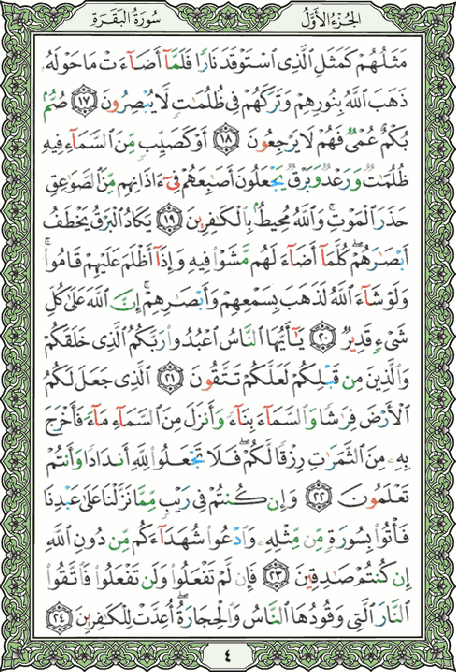 الجُزْءُ الأَوَّلُ
سُورَةُ البَقَرَةِ
مَثَلُهُمْ كَمَثَلِ ٱلَّذِى ٱسْتَوْقَدَ نَارًا فَلَمَّآ أَضَآءَتْ مَا حَوْلَهُۥ
ذَهَبَ ٱللَّهُ بِنُورِهِمْ وَتَرَكَهُمْ فِى ظُلُمَـٰتٍ لَّا يُبْصِرُونَ ١٧ صُمٌّۢ
بُكْمٌ عُمْىٌ فَهُمْ لَا يَرْجِعُونَ ١٨ أَوْ كَصَيِّبٍ مِّنَ ٱلسَّمَآءِ فِيهِ
ظُلُمَـٰتٌ وَرَعْدٌ وَبَرْقٌ يَجْعَلُونَ أَصَـٰبِعَهُمْ فِىٓ ءَاذَانِهِم مِّنَ ٱلصَّوَٰعِقِ
حَذَرَ ٱلْمَوْتِ ۚ وَٱللَّهُ مُحِيطٌۢ بِٱلْكَـٰفِرِينَ ١٩ يَكَادُ ٱلْبَرْقُ يَخْطَفُ
أَبْصَـٰرَهُمْ ۖ كُلَّمَآ أَضَآءَ لَهُم مَّشَوْا۟ فِيهِ وَإِذَآ أَظْلَمَ عَلَيْهِمْ قَامُوا۟ ۚ
وَلَوْ شَآءَ ٱللَّهُ لَذَهَبَ بِسَمْعِهِمْ وَأَبْصَـٰرِهِمْ ۚ إِنَّ ٱللَّهَ عَلَىٰ كُلِّ
شَىْءٍ قَدِيرٌ ٢٠ يَـٰٓأَيُّهَا ٱلنَّاسُ ٱعْبُدُوا۟ رَبَّكُمُ ٱلَّذِى خَلَقَكُمْ
وَٱلَّذِينَ مِن قَبْلِكُمْ لَعَلَّكُمْ تَتَّقُونَ ٢١ ٱلَّذِى جَعَلَ لَكُمُ
ٱلْأَرْضَ فِرَٰشًا وَٱلسَّمَآءَ بِنَآءً وَأَنزَلَ مِنَ ٱلسَّمَآءِ مَآءً فَأَخْرَجَ
بِهِۦ مِنَ ٱلثَّمَرَٰتِ رِزْقًا لَّكُمْ ۖ فَلَا تَجْعَلُوا۟ لِلَّهِ أَندَادًا وَأَنتُمْ
تَعْلَمُونَ ٢٢ وَإِن كُنتُمْ فِى رَيْبٍ مِّمَّا نَزَّلْنَا عَلَىٰ عَبْدِنَا
فَأْتُوا۟ بِسُورَةٍ مِّن مِّثْلِهِۦ وَٱدْعُوا۟ شُهَدَآءَكُم مِّن دُونِ ٱللَّهِ
إِن كُنتُمْ صَـٰدِقِينَ ٢٣ فَإِن لَّمْ تَفْعَلُوا۟ وَلَن تَفْعَلُوا۟ فَٱتَّقُوا۟
ٱلنَّارَ ٱلَّتِى وَقُودُهَا ٱلنَّاسُ وَٱلْحِجَارَةُ ۖ أُعِدَّتْ لِلْكَـٰفِرِينَ ٢٤
٤